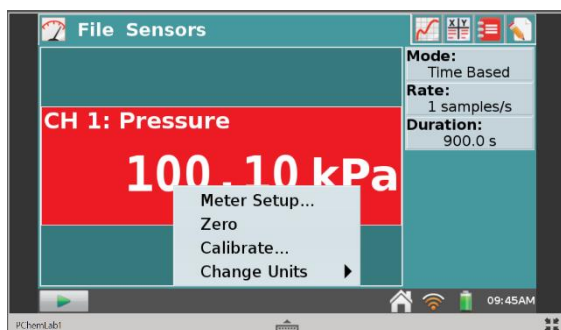 File Sensors
X Y
Mode:
Time Based
Rate:
1 samples/s
Duration:
900.0 s
CH 1: Pressure
100.10 kPa
Meter Setup...
Zero
Calibrate...
Change Units
09:45AM
PChemLab1